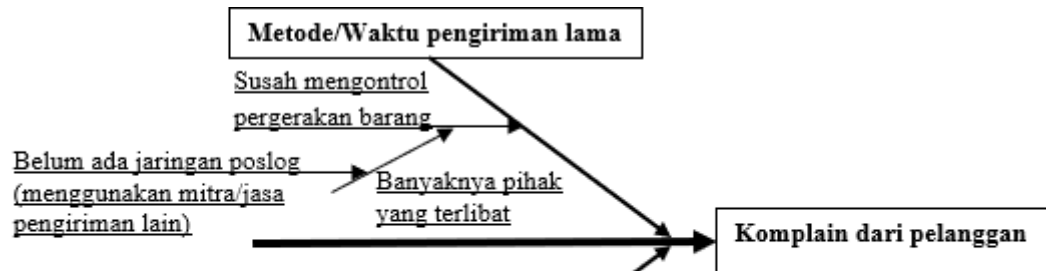 Metode/Waktu pengiriman lama
Susah mengontrol
pergerakan barang
Belum ada jaringan poslog
(menggunakan mitra/jasa
pengiriman lain)
Banyaknya pihak
yang terlibat
Komplain dari pelanggan